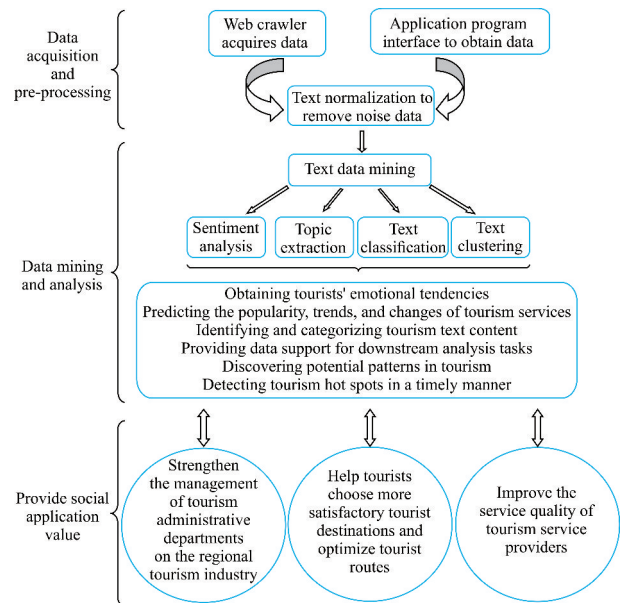 Data
acquisition
and
pre-processing
Web crawler
acquires data
Application program
interface to obtain data
Text normalization to
remove noise data
Data mining
and analysis
Text data mining
Sentiment
analysis
Topic
extraction
Text
classification
Text
clustering
Obtaining tourists' emotional tendencies
Predicting the popularity, trends, and changes of tourism services
Identifying and categorizing tourism text content
Providing data support for downstream analysis tasks
Discovering potential patterns in tourism
Detecting tourism hot spots in a timely manner
Provide social
application
value
Strengthen
the management
of tourism
administrative
departments
on the regional
tourism industry
Help tourists
choose more
satisfactory tourist
destinations and
optimize tourist
routes
Improve the
service quality of
tourism service
providers